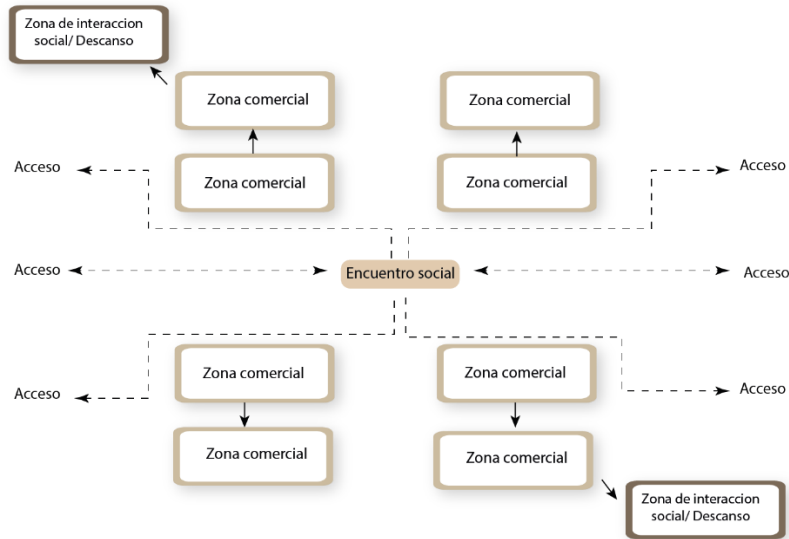 Zona de interaccion
social/ Descanso
Zona comercial
Zona comercial
Zona comercial
Zona comercial
Acceso
Acceso
Acceso
Encuentro social
Acceso
Zona comercial
Zona comercial
Acceso
Acceso
Zona comercial
Zona comercial
Zona de interaccion
social/ Descanso